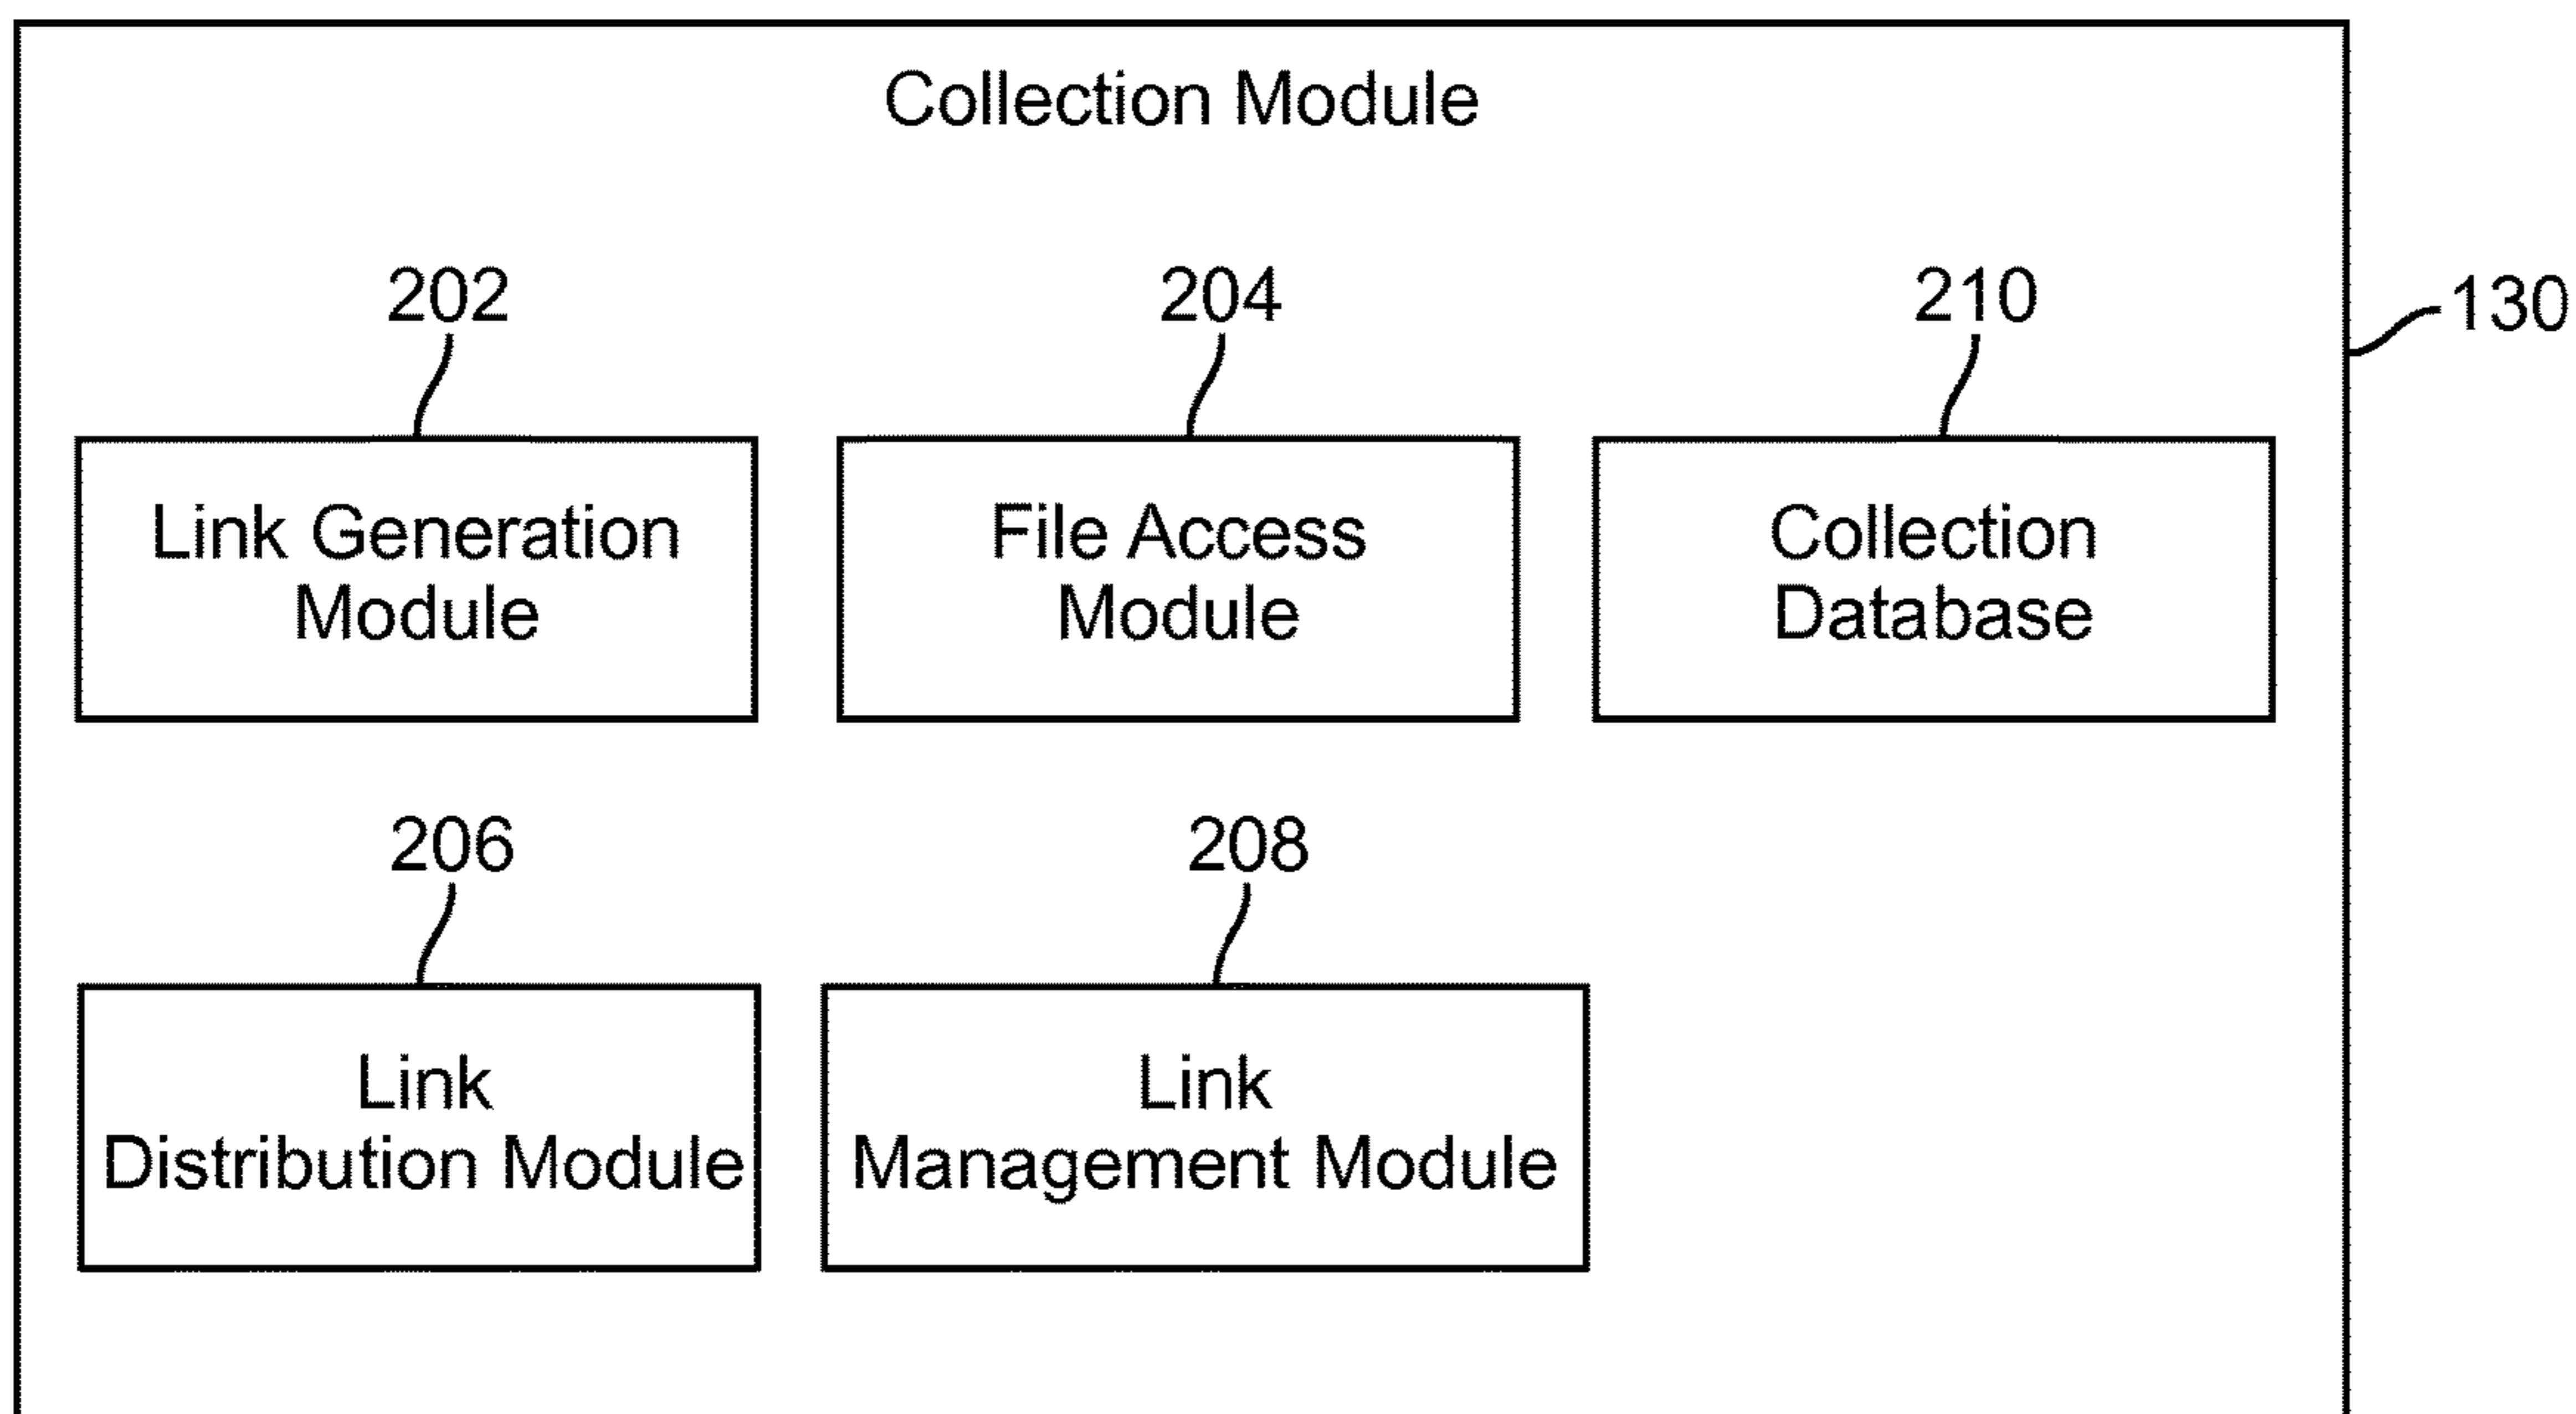 Collection Module
202
204
210
130
Link Generation
Module
File Access
Module
Collection
Database
206
208
Link
Distribution Module
Link
Management Module